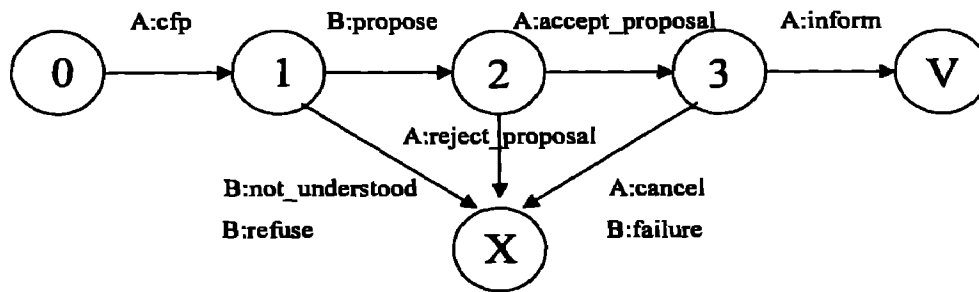 A:cfp
B:propose
A:accept_proposal
A:inform
0
1
2
3
V
A:reject_proposal
B:not_understood
A:cancel
B:refuse
B:failure
X